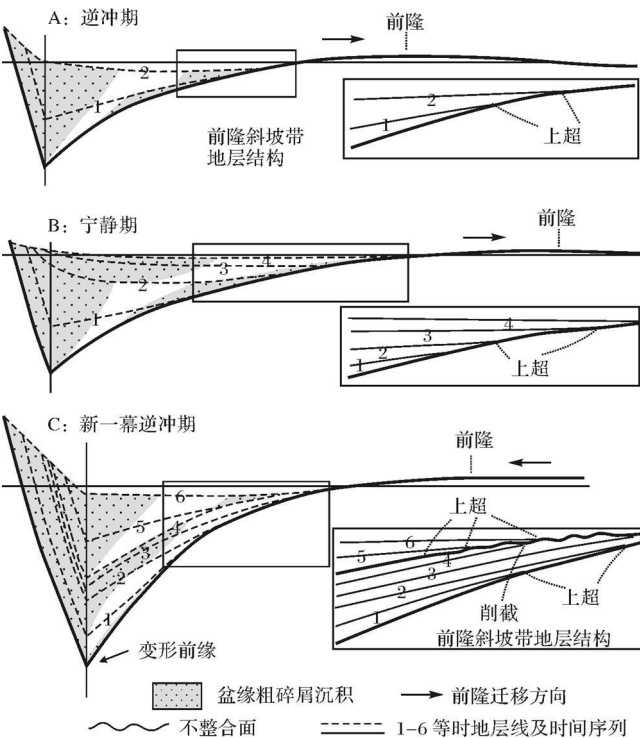 A：逆冲期
前隆
2
1
前隆斜坡带
地层结构
2
1
上超
B：宁静期
前隆
4
3
2
1
4
3
2
1
上超
C：新一幕逆冲期
前隆
6
5
4
3
2
1
上超
6
5
4
3
2
1
上超
削截
前隆斜坡带地层结构
变形前缘
盆缘粗碎屑沉积
前隆迁移方向
不整合面
1-6 等时地层线及时间序列